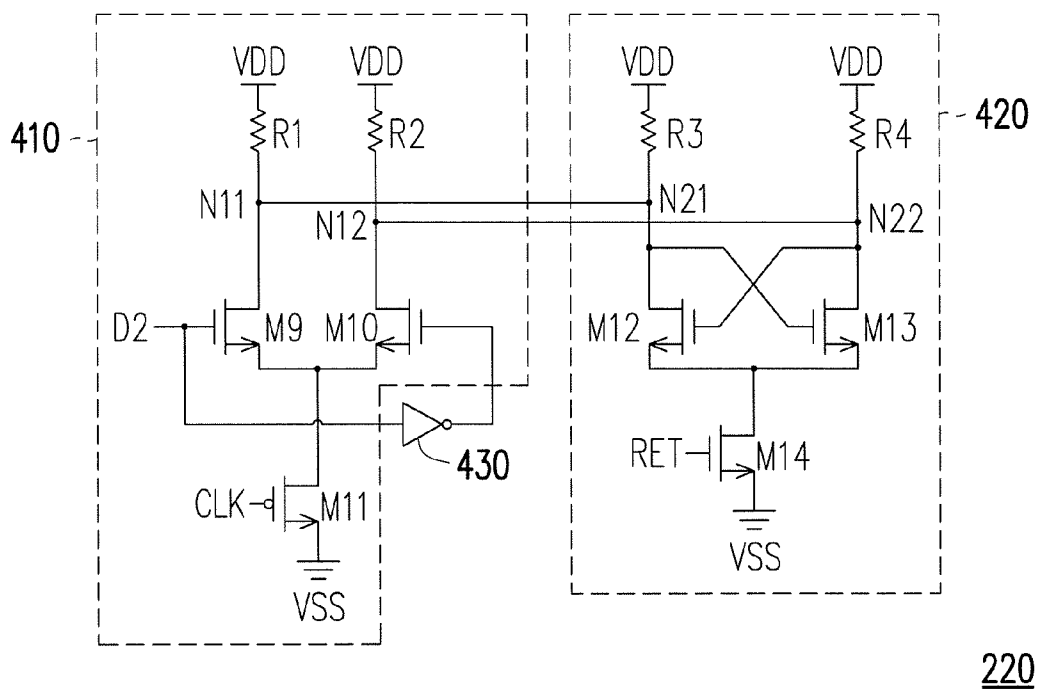 VDD VDD VDD VDD
410 R1 R2 R3 R4 420
N11 N12 N21 N22
D2 M9 M10 M12 M13
430
CLK M11 RET M14
VSS VSS
220